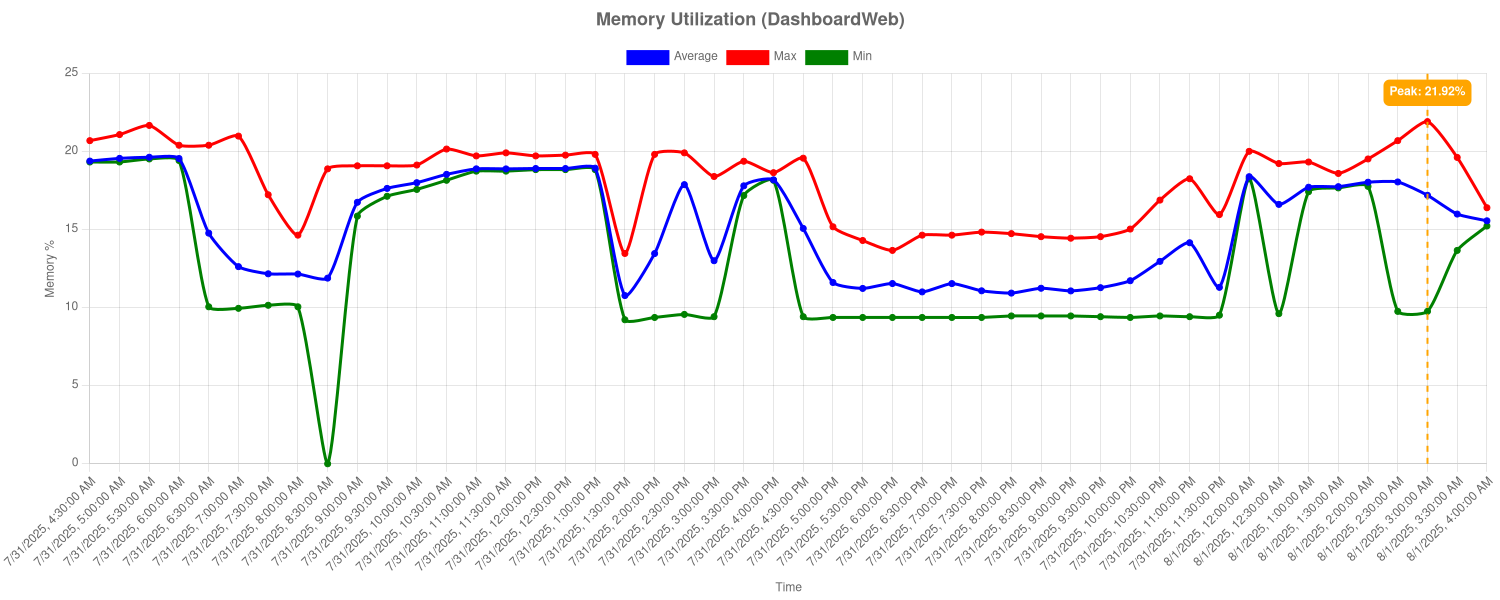 Memory Utilization (DashboardWeb)
Average Max Min
Peak: 21.92%
25
20
15
10
5
0
Memory %
7/31/2025, 4:30:00 AM
7/31/2025, 5:00:00 AM
7/31/2025, 5:30:00 AM
7/31/2025, 6:00:00 AM
7/31/2025, 6:30:00 AM
7/31/2025, 7:00:00 AM
7/31/2025, 7:30:00 AM
7/31/2025, 8:00:00 AM
7/31/2025, 8:30:00 AM
7/31/2025, 9:00:00 AM
7/31/2025, 9:30:00 AM
7/31/2025, 10:00:00 AM
7/31/2025, 10:30:00 AM
7/31/2025, 11:00:00 AM
7/31/2025, 11:30:00 AM
7/31/2025, 12:00:00 PM
7/31/2025, 12:30:00 PM
7/31/2025, 1:00:00 PM
7/31/2025, 1:30:00 PM
7/31/2025, 2:00:00 PM
7/31/2025, 2:30:00 PM
7/31/2025, 3:00:00 PM
7/31/2025, 3:30:00 PM
7/31/2025, 4:00:00 PM
7/31/2025, 4:30:00 PM
7/31/2025, 5:00:00 PM
7/31/2025, 5:30:00 PM
7/31/2025, 6:00:00 PM
7/31/2025, 6:30:00 PM
7/31/2025, 7:00:00 PM
7/31/2025, 7:30:00 PM
7/31/2025, 8:00:00 PM
7/31/2025, 8:30:00 PM
7/31/2025, 9:00:00 PM
7/31/2025, 9:30:00 PM
7/31/2025, 10:00:00 PM
7/31/2025, 10:30:00 PM
7/31/2025, 11:00:00 PM
7/31/2025, 11:30:00 PM
8/1/2025, 12:00:00 AM
8/1/2025, 12:30:00 AM
8/1/2025, 1:00:00 AM
8/1/2025, 1:30:00 AM
8/1/2025, 2:00:00 AM
8/1/2025, 2:30:00 AM
8/1/2025, 3:00:00 AM
8/1/2025, 3:30:00 AM
8/1/2025, 4:00:00 AM
Time